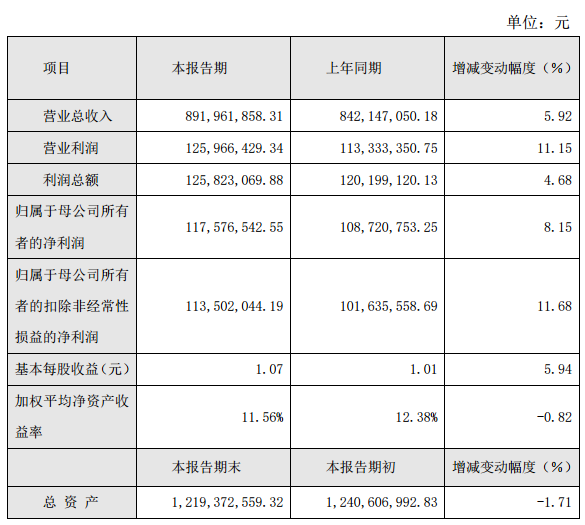 单位：元
项目 本报告期 上年同期 增减变动幅度（%）
营业总收入 891,961,858.31 842,147,050.18 5.92
营业利润 125,966,429.34 113,333,350.75 11.15
利润总额 125,823,069.88 120,199,120.13 4.68
归属于母公司所有
者的净利润 117,576,542.55 108,720,753.25 8.15
归属于母公司所有
者的扣除非经常性 113,502,044.19 101,635,558.69 11.68
损益的净利润
基本每股收益（元） 1.07 1.01 5.94
加权平均净资产收
益率 11.56% 12.38% -0.82
本报告期末 本报告期初 增减变动幅度（%）
总 资 产 1,219,372,559.32 1,240,606,992.83 -1.71